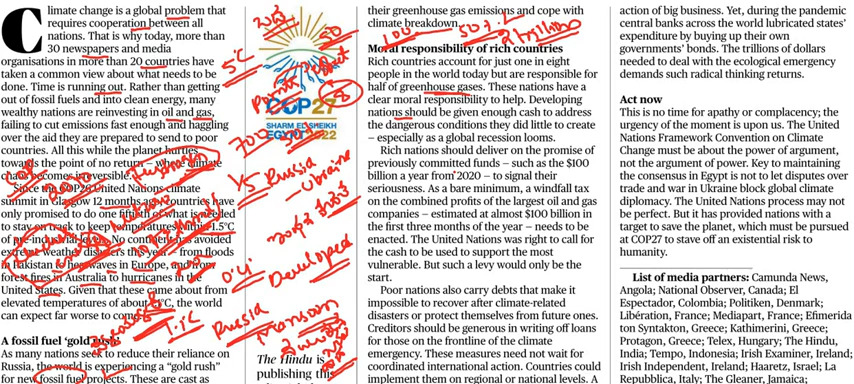 Climate change is a global problem that
requires cooperation between all
nations. That is why today, more than
30 newspapers and media
organisations in more than 20 countries have
taken a common view about what needs to be
done. Time is running out. Rather than getting
out of fossil fuels and into clean energy, many
wealthy nations are reinvesting in oil and gas,
failing to cut emissions fast enough and haggling
over the aid they are prepared to send to poor
countries. All this while the planet hurtles
towards the point of no return – where climate
chaos becomes irreversible.
Since the COP26 United Nations climate
summit in Glasgow 12 months ago, countries have
only promised to do one fiftieth of what is needed
to stay on track to keep temperatures within 1.5°C
of pre-industrial levels. No continent has avoided
extreme weather disasters this year – from floods
in Pakistan to heatwaves in Europe, and from
forest fires in Australia to hurricanes in the
United States. Given that these came about from
elevated temperatures of about 1.1°C, the world
can expect far worse to come.
1.1°C
A fossil fuel 'gold rush'
As many nations seek to reduce their reliance on
Russia, the world is experiencing a "gold rush"
for new fossil fuel projects. These are cast as
5°C
COP27
SHARM EL-SHEIKH
EGYPT 2022
700
Russia
Ukraine
0.4
Developed
Russia
Monsoon
The Hindu is
publishing this
their greenhouse gas emissions and cope with
climate breakdown.
100
50%
2 trillions
Moral responsibility of rich countries
Rich countries account for just one in eight
people in the world today but are responsible for
half of greenhouse gases. These nations have a
clear moral responsibility to help. Developing
nations should be given enough cash to address
the dangerous conditions they did little to create
– especially as a global recession looms.
Rich nations should deliver on the promise of
previously committed funds – such as the $100
billion a year from 2020 – to signal their
seriousness. As a bare minimum, a windfall tax
on the combined profits of the largest oil and gas
companies – estimated at almost $100 billion in
the first three months of the year – needs to be
enacted. The United Nations was right to call for
the cash to be used to support the most
vulnerable. But such a levy would only be the
start.
Poor nations also carry debts that make it
impossible to recover after climate-related
disasters or protect themselves from future ones.
Creditors should be generous in writing off loans
for those on the frontline of the climate
emergency. These measures need not wait for
coordinated international action. Countries could
implement them on regional or national levels. A
action of big business. Yet, during the pandemic
central banks across the world lubricated states'
expenditure by buying up their own
governments' bonds. The trillions of dollars
needed to deal with the ecological emergency
demands such radical thinking returns.
Act now
This is no time for apathy or complacency; the
urgency of the moment is upon us. The United
Nations Framework Convention on Climate
Change must be about the power of argument,
not the argument of power. Key to maintaining
the consensus in Egypt is not to let disputes over
trade and war in Ukraine block global climate
diplomacy. The United Nations process may not
be perfect. But it has provided nations with a
target to save the planet, which must be pursued
at COP27 to stave off an existential risk to
humanity.
List of media partners: Camunda News,
Angola; National Observer, Canada; El
Espectador, Colombia; Politiken, Denmark;
Libération, France; Mediapart, France; Efimerida
ton Syntakton, Greece; Kathimerini, Greece;
Protagon, Greece; Telex, Hungary; The Hindu,
India; Tempo, Indonesia; Irish Examiner, Ireland;
Irish Independent, Ireland; Haaretz, Israel; La
Repubblica, Italy; The Gleaner, Jamaica;